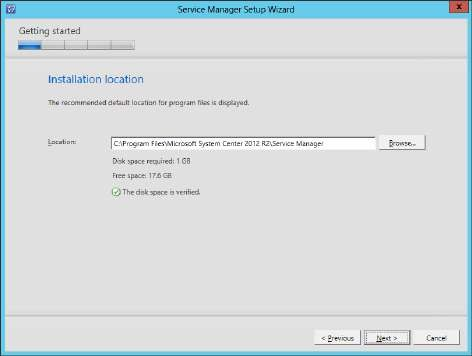 Service Manager Setup Wizard
x
Getting started
Installation location
The recommended default location for program files is displayed.
Location: C:\Program Files\Microsoft System Center 2012 R2\Service Manager Browse...
Disk space required: 1 GB
Free space: 17.6 GB
The disk space is verified.
< Previous Next > Cancel